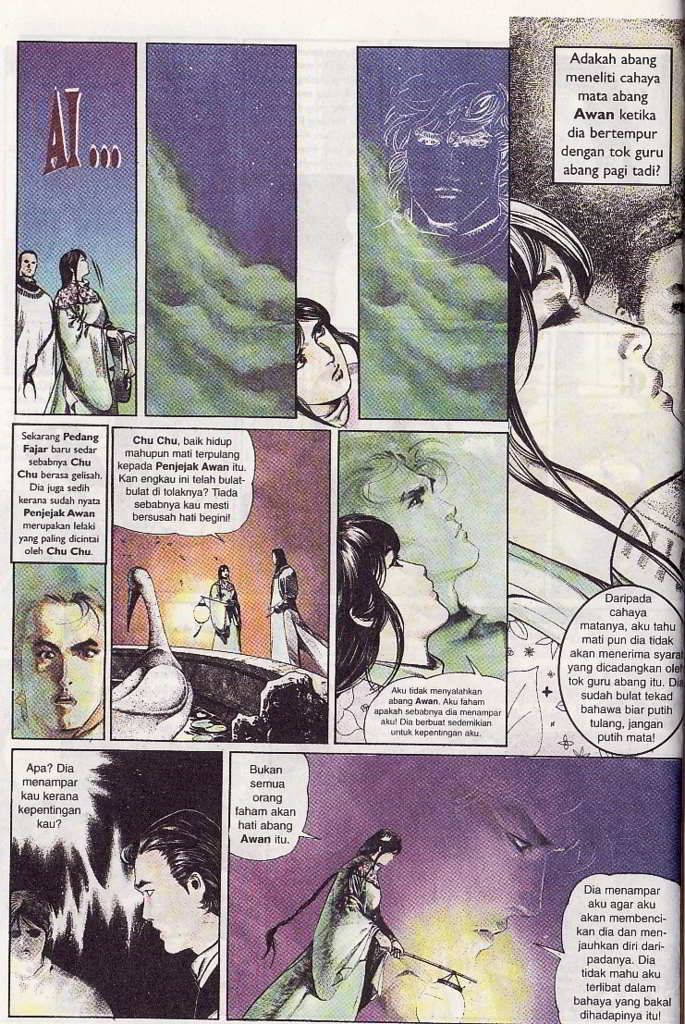 AI...
Adakah abang
meneliti cahaya
mata abang
Awan ketika
dia bertempur
dengan tok guru
abang pagi tadi?
Daripada
cahaya
matanya, aku tahu
mati pun dia tidak
akan menerima syarat
yang dicadangkan oleh
tok guru abang itu. Dia
sudah bulat tekad
bahawa biar putih
tulang, jangan
putih mata!
Sekarang Pedang
Fajar baru sedar
sebabnya Chu
Chu berasa gelisah.
Dia juga sedih
kerana sudah nyata
Penjejak Awan
merupakan lelaki
yang paling dicintai
oleh Chu Chu.
Chu Chu, baik hidup
mahupun mati terpulang
kepada Penjejak Awan itu.
Kan engkau ini telah bulat-
bulat di tolaknya? Tiada
sebabnya kau mesti
bersusah hati begini!
Aku tidak menyalahkan
abang Awan. Aku faham
apakah sebabnya dia menampar
aku! Dia berbuat sedemikian
untuk kepentingan aku.
Apa? Dia
menampar
kau kerana
kepentingan
kau?
Bukan
semua
orang
faham akan
hati abang
Awan itu.
Dia menampar
aku agar aku
akan membenci-
kan dia dan men-
jauhkan diri dari-
padanya. Dia
tidak mahu aku
terlibat dalam
bahaya yang bakal
dihadapinya itu!